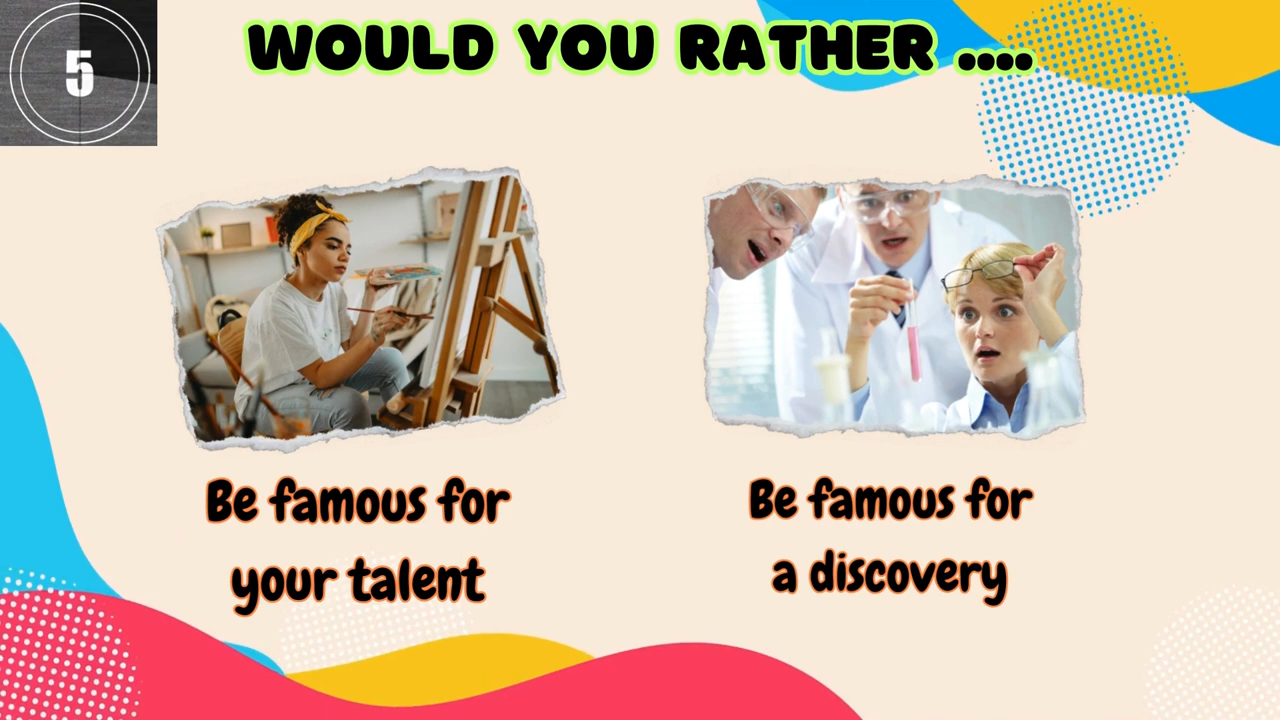 5
WOULD YOU RATHER ....
Be famous for
your talent
Be famous for
a discovery